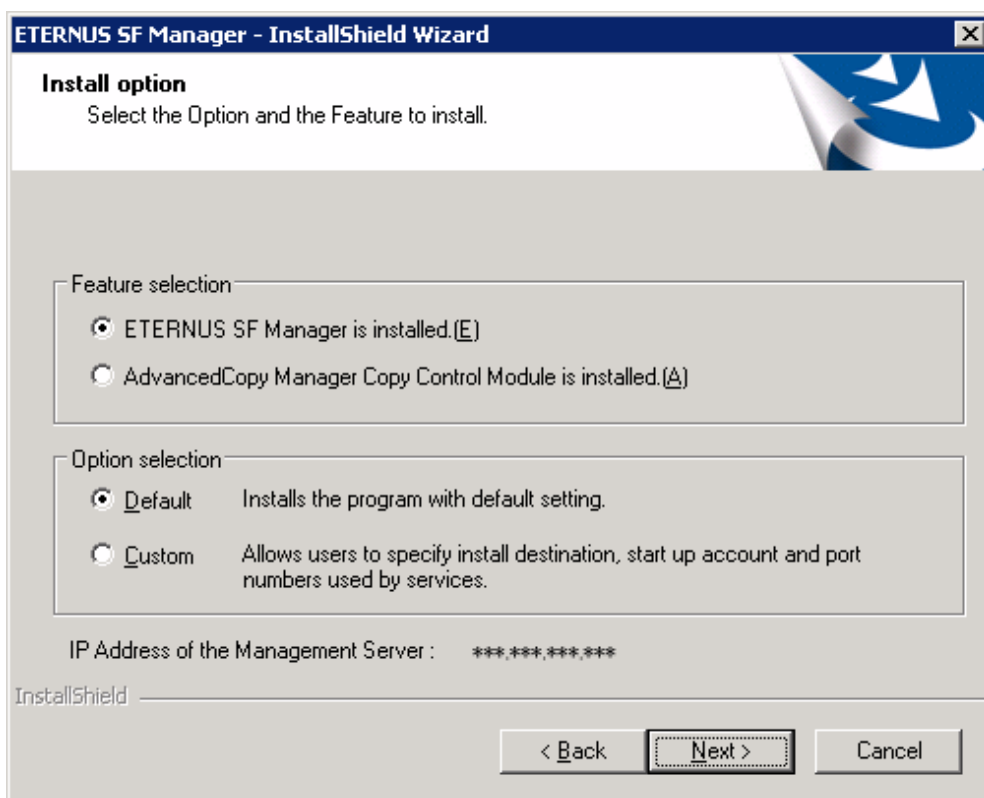 ETERNUS SF Manager - InstallShield Wizard
Install option
Select the Option and the Feature to install.
Feature selection
ETERNUS SF Manager is installed.(E)
AdvancedCopy Manager Copy Control Module is installed.(A)
Option selection
Default Installs the program with default setting.
Custom Allows users to specify install destination, start up account and port
numbers used by services.
IP Address of the Management Server : ***.***.***.***
InstallShield
< Back Next > Cancel